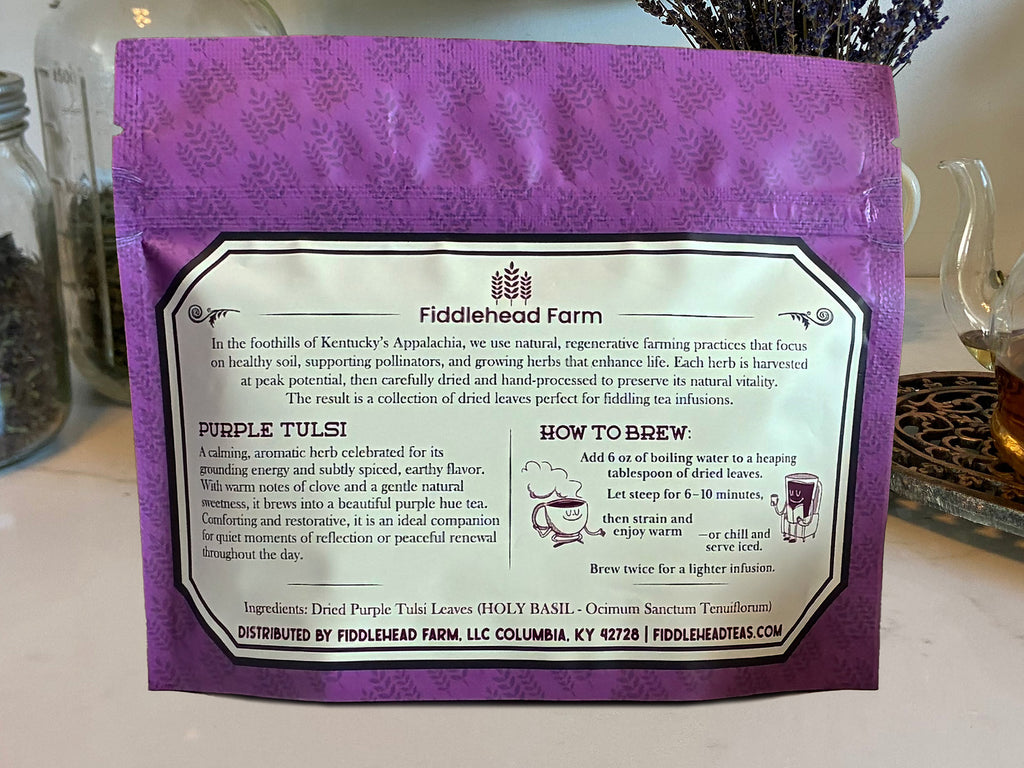 Fiddlehead Farm
In the foothills of Kentucky's Appalachia, we use natural, regenerative farming practices that focus
on healthy soil, supporting pollinators, and growing herbs that enhance life. Each herb is harvested
at peak potential, then carefully dried and hand-processed to preserve its natural vitality.
The result is a collection of dried leaves perfect for fiddling tea infusions.
PURPLE TULSI
A calming, aromatic herb celebrated for its
grounding energy and subtly spiced, earthy flavor.
With warm notes of clove and a gentle natural
sweetness, it brews into a beautiful purple hue tea.
Comforting and restorative, it is an ideal companion
for quiet moments of reflection or peaceful renewal
throughout the day.
HOW TO BREW:
Add 6 oz of boiling water to a heaping
tablespoon of dried leaves.
Let steep for 6–10 minutes,
then strain and
enjoy warm
—or chill and
serve iced.
Brew twice for a lighter infusion.
Ingredients: Dried Purple Tulsi Leaves (HOLY BASIL - Ocimum Sanctum Tenuiflorum)
DISTRIBUTED BY FIDDLEHEAD FARM, LLC COLUMBIA, KY 42728 | FIDDLEHEADTEAS.COM